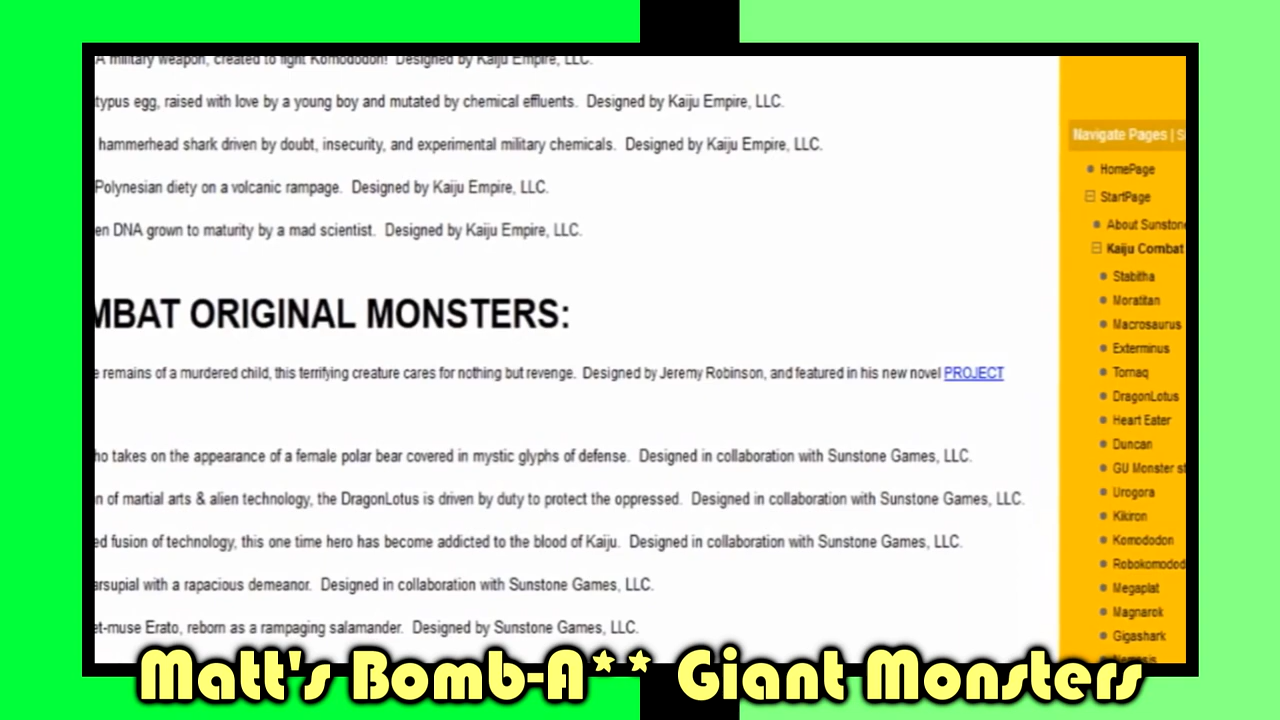 A military weapon, created to fight Komododon!  Designed by Kaiju Empire, LLC.
typus egg, raised with love by a young boy and mutated by chemical effluents.  Designed by Kaiju Empire, LLC.
hammerhead shark driven by doubt, insecurity, and experimental military chemicals.  Designed by Kaiju Empire, LLC.
Polynesian diety on a volcanic rampage.  Designed by Kaiju Empire, LLC.
en DNA grown to maturity by a mad scientist.  Designed by Kaiju Empire, LLC.
MBAT ORIGINAL MONSTERS:
e remains of a murdered child, this terrifying creature cares for nothing but revenge.  Designed by Jeremy Robinson, and featured in his new novel PROJECT
ho takes on the appearance of a female polar bear covered in mystic glyphs of defense.  Designed in collaboration with Sunstone Games, LLC.
n of martial arts & alien technology, the DragonLotus is driven by duty to protect the oppressed.  Designed in collaboration with Sunstone Games, LLC.
ed fusion of technology, this one time hero has become addicted to the blood of Kaiju.  Designed in collaboration with Sunstone Games, LLC.
arsupial with a rapacious demeanor.  Designed in collaboration with Sunstone Games, LLC.
et-muse Erato, reborn as a rampaging salamander.  Designed by Sunstone Games, LLC.
Navigate Pages | S
HomePage
StartPage
About Sunstone
Kaiju Combat
Stabitha
Moratitan
Macrosaurus
Exterminus
Tornaq
DragonLotus
Heart Eater
Duncan
GU Monster st
Urogora
Kikiron
Komododon
Robokomodod
Megaplat
Magnarok
Gigashark
Matt's Bomb-A** Giant Monsters